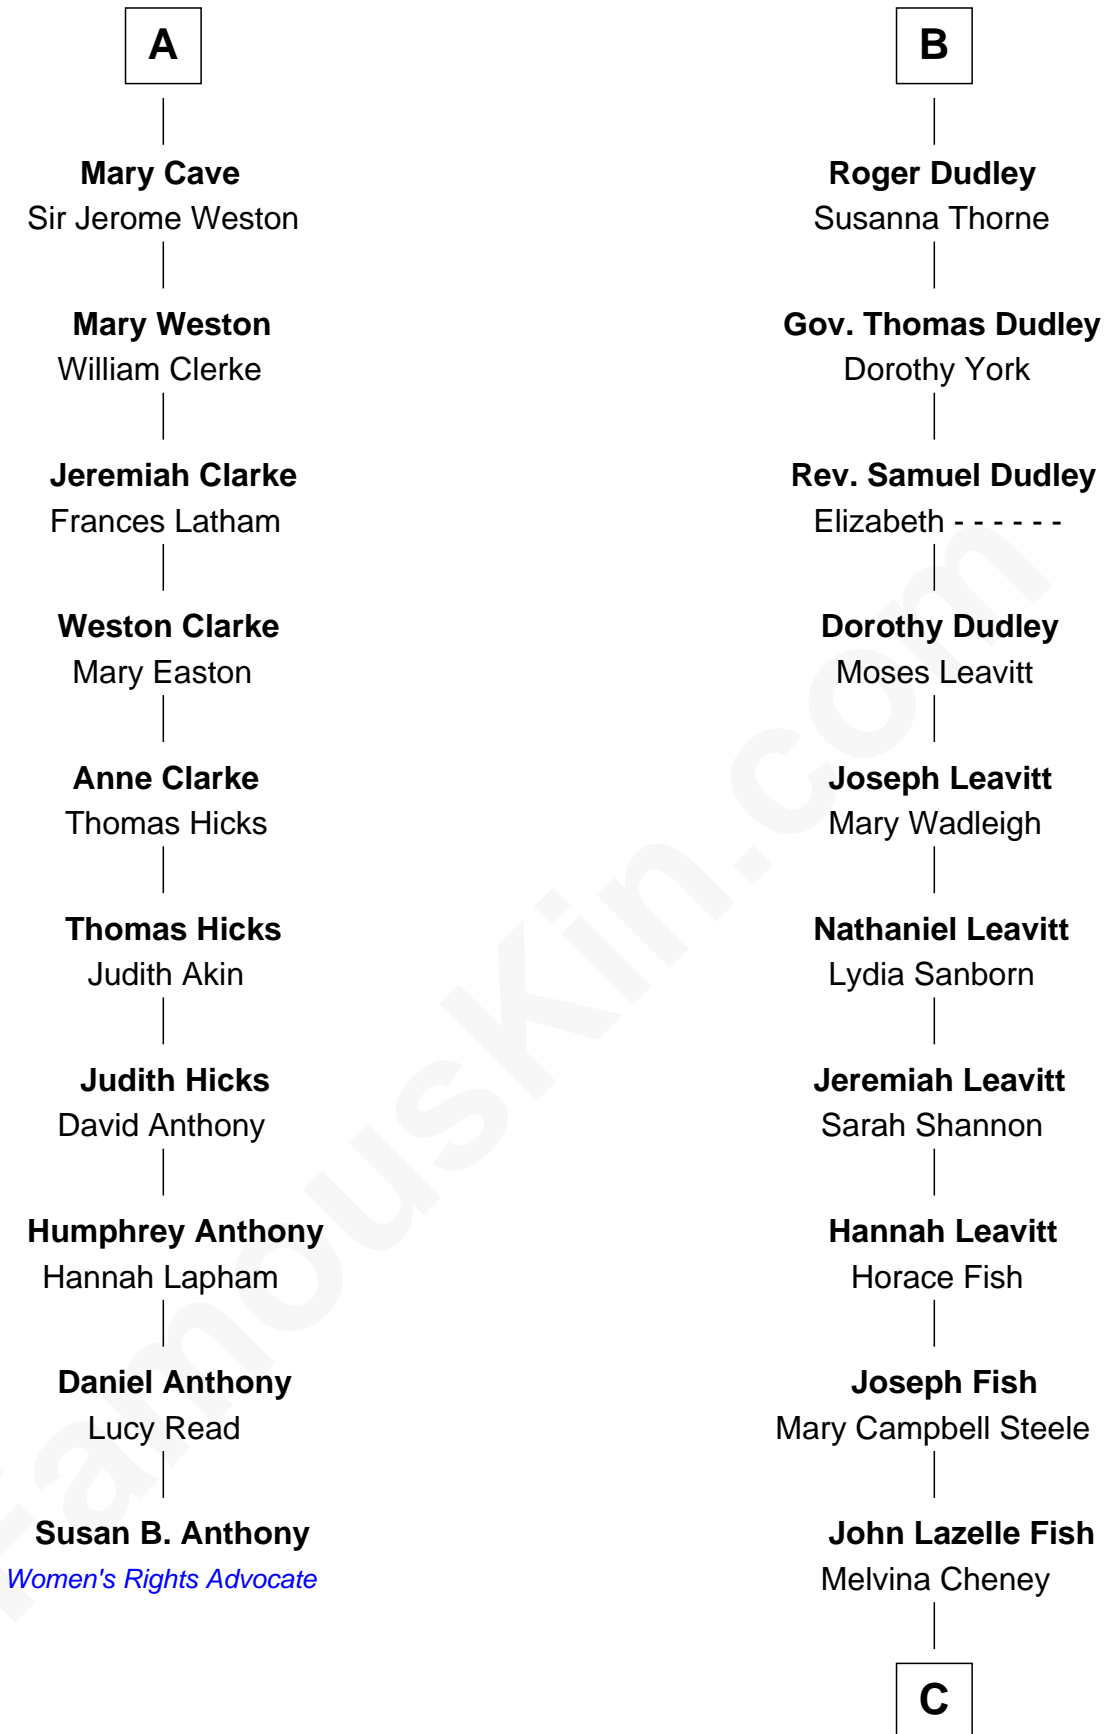 A
Mary Cave
Sir Jerome Weston
Mary Weston
William Clerke
Jeremiah Clarke
Frances Latham
Weston Clarke
Mary Easton
Anne Clarke
Thomas Hicks
Thomas Hicks
Judith Akin
Judith Hicks
David Anthony
Humphrey Anthony
Hannah Lapham
Daniel Anthony
Lucy Read
Susan B. Anthony
Women's Rights Advocate
B
Roger Dudley
Susanna Thorne
Gov. Thomas Dudley
Dorothy York
Rev. Samuel Dudley
Elizabeth - - - - - -
Dorothy Dudley
Moses Leavitt
Joseph Leavitt
Mary Wadleigh
Nathaniel Leavitt
Lydia Sanborn
Jeremiah Leavitt
Sarah Shannon
Hannah Leavitt
Horace Fish
Joseph Fish
Mary Campbell Steele
John Lazelle Fish
Melvina Cheney
C
FamousKin.com